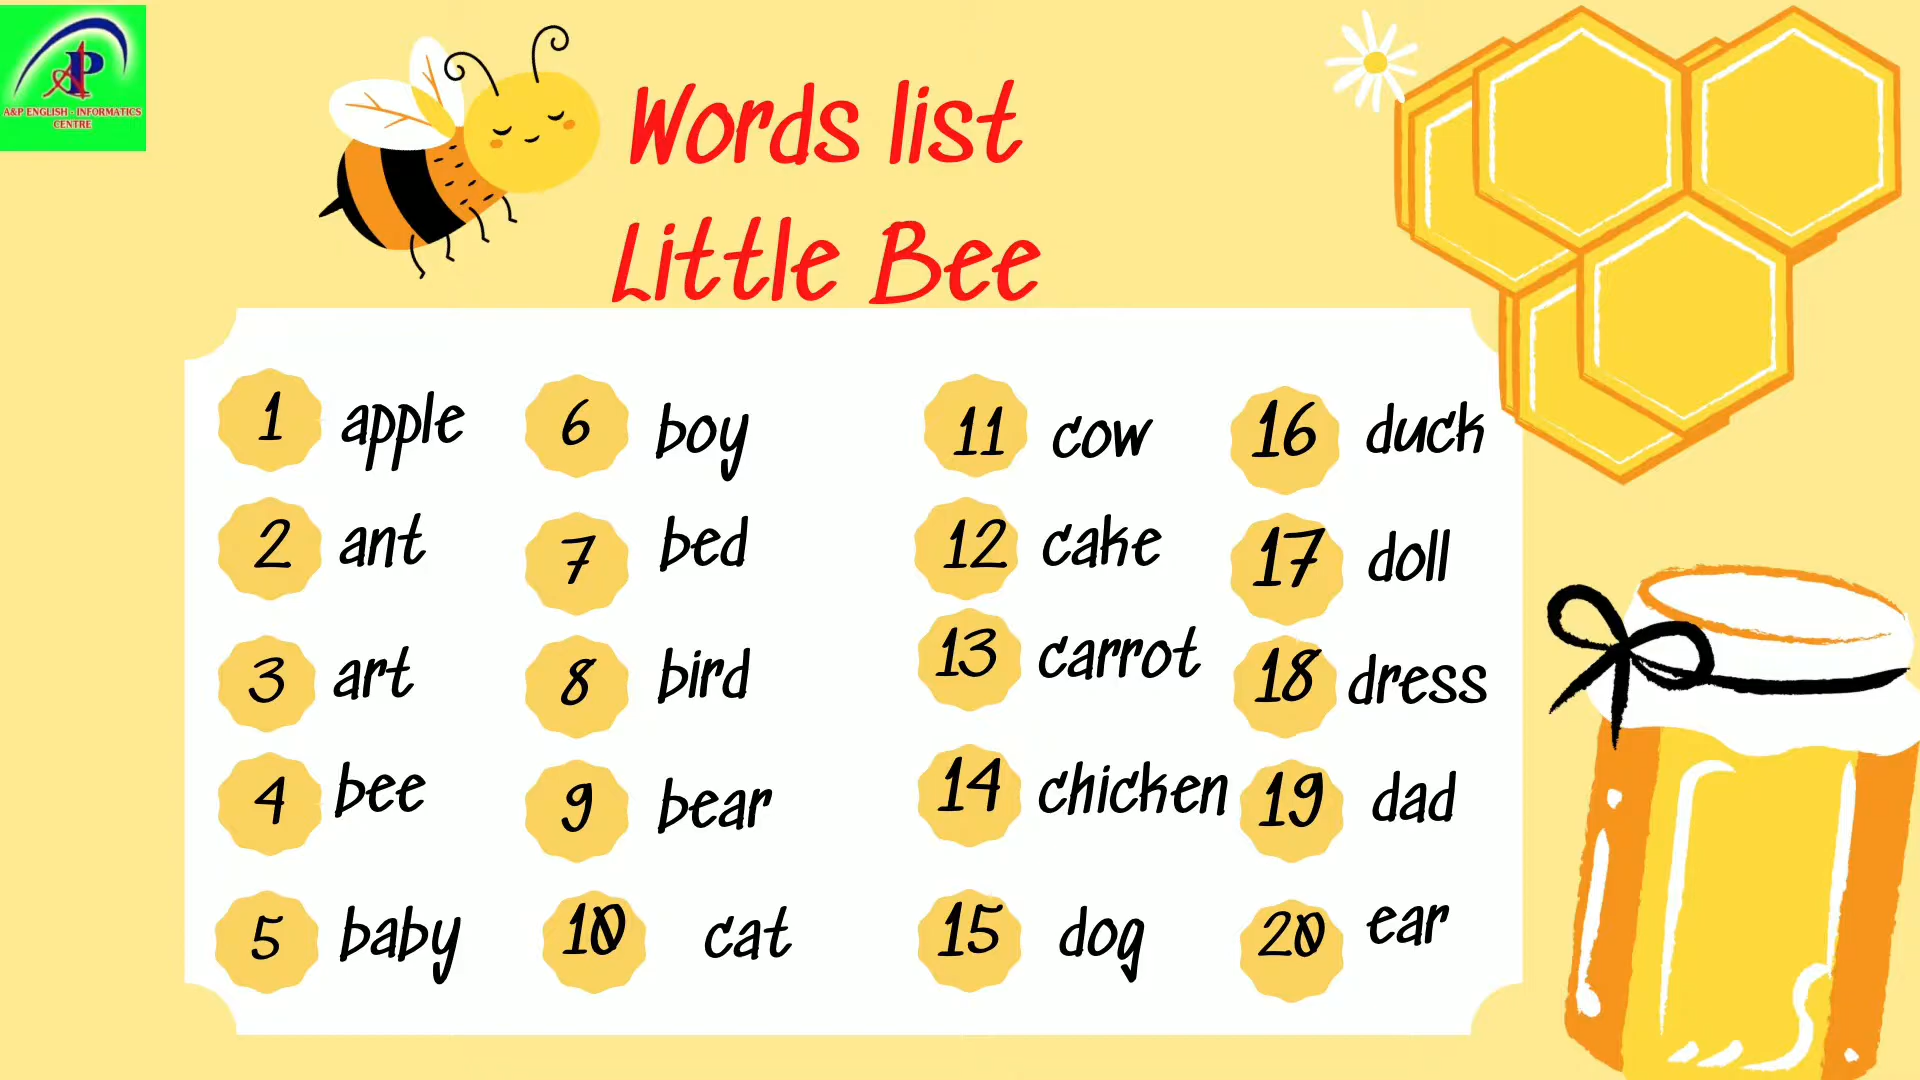 A&P ENGLISH - INFORMATICS
CENTRE
Words list
Little Bee
1 apple
2 ant
3 art
4 bee
5 baby
6 boy
7 bed
8 bird
9 bear
10 cat
11 cow
12 cake
13 carrot
14 chicken
15 dog
16 duck
17 doll
18 dress
19 dad
20 ear